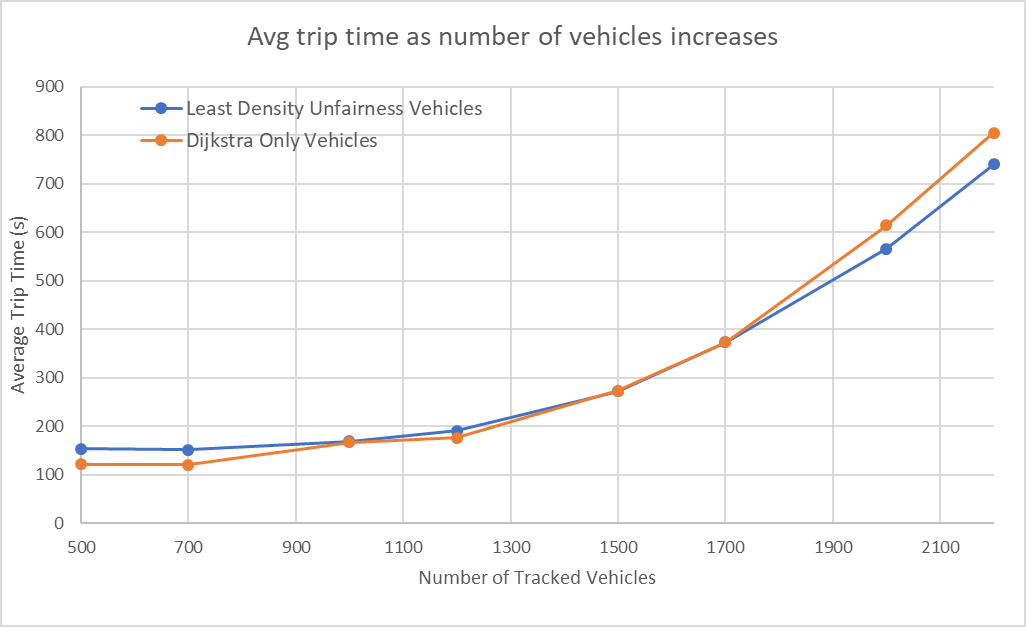 Avg trip time as number of vehicles increases
900
800
700
600
500
400
300
200
100
0
Average Trip Time (s)
Least Density Unfairness Vehicles
Dijkstra Only Vehicles
500 700 900 1100 1300 1500 1700 1900 2100
Number of Tracked Vehicles